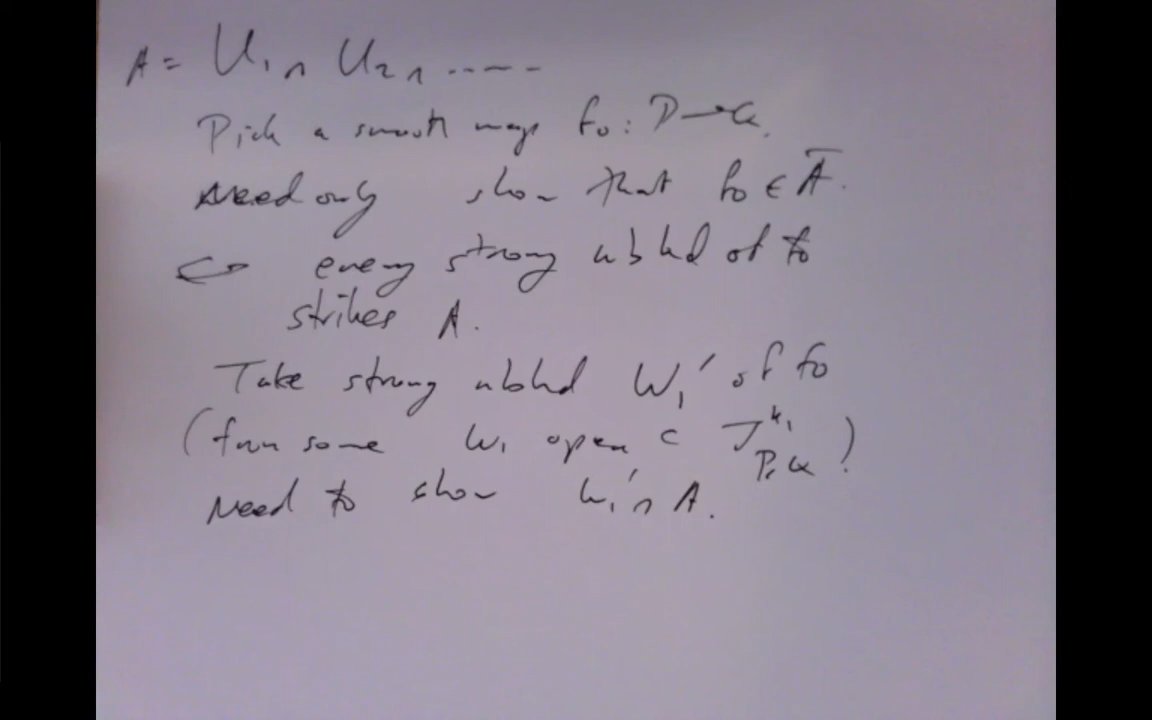 A = U₁ ∩ U₂ ∩ -----
Pick a smooth map f₀ : P → Q.
Need only show that f₀ ∈ A̅.
⇔ every strong nbhd of f₀
strikes A.
Take strong nbhd W₁′ of f₀
(from some W₁ open ⊂ J^{k₁}_{P,Q})
Need to show W₁′ ∩ A.